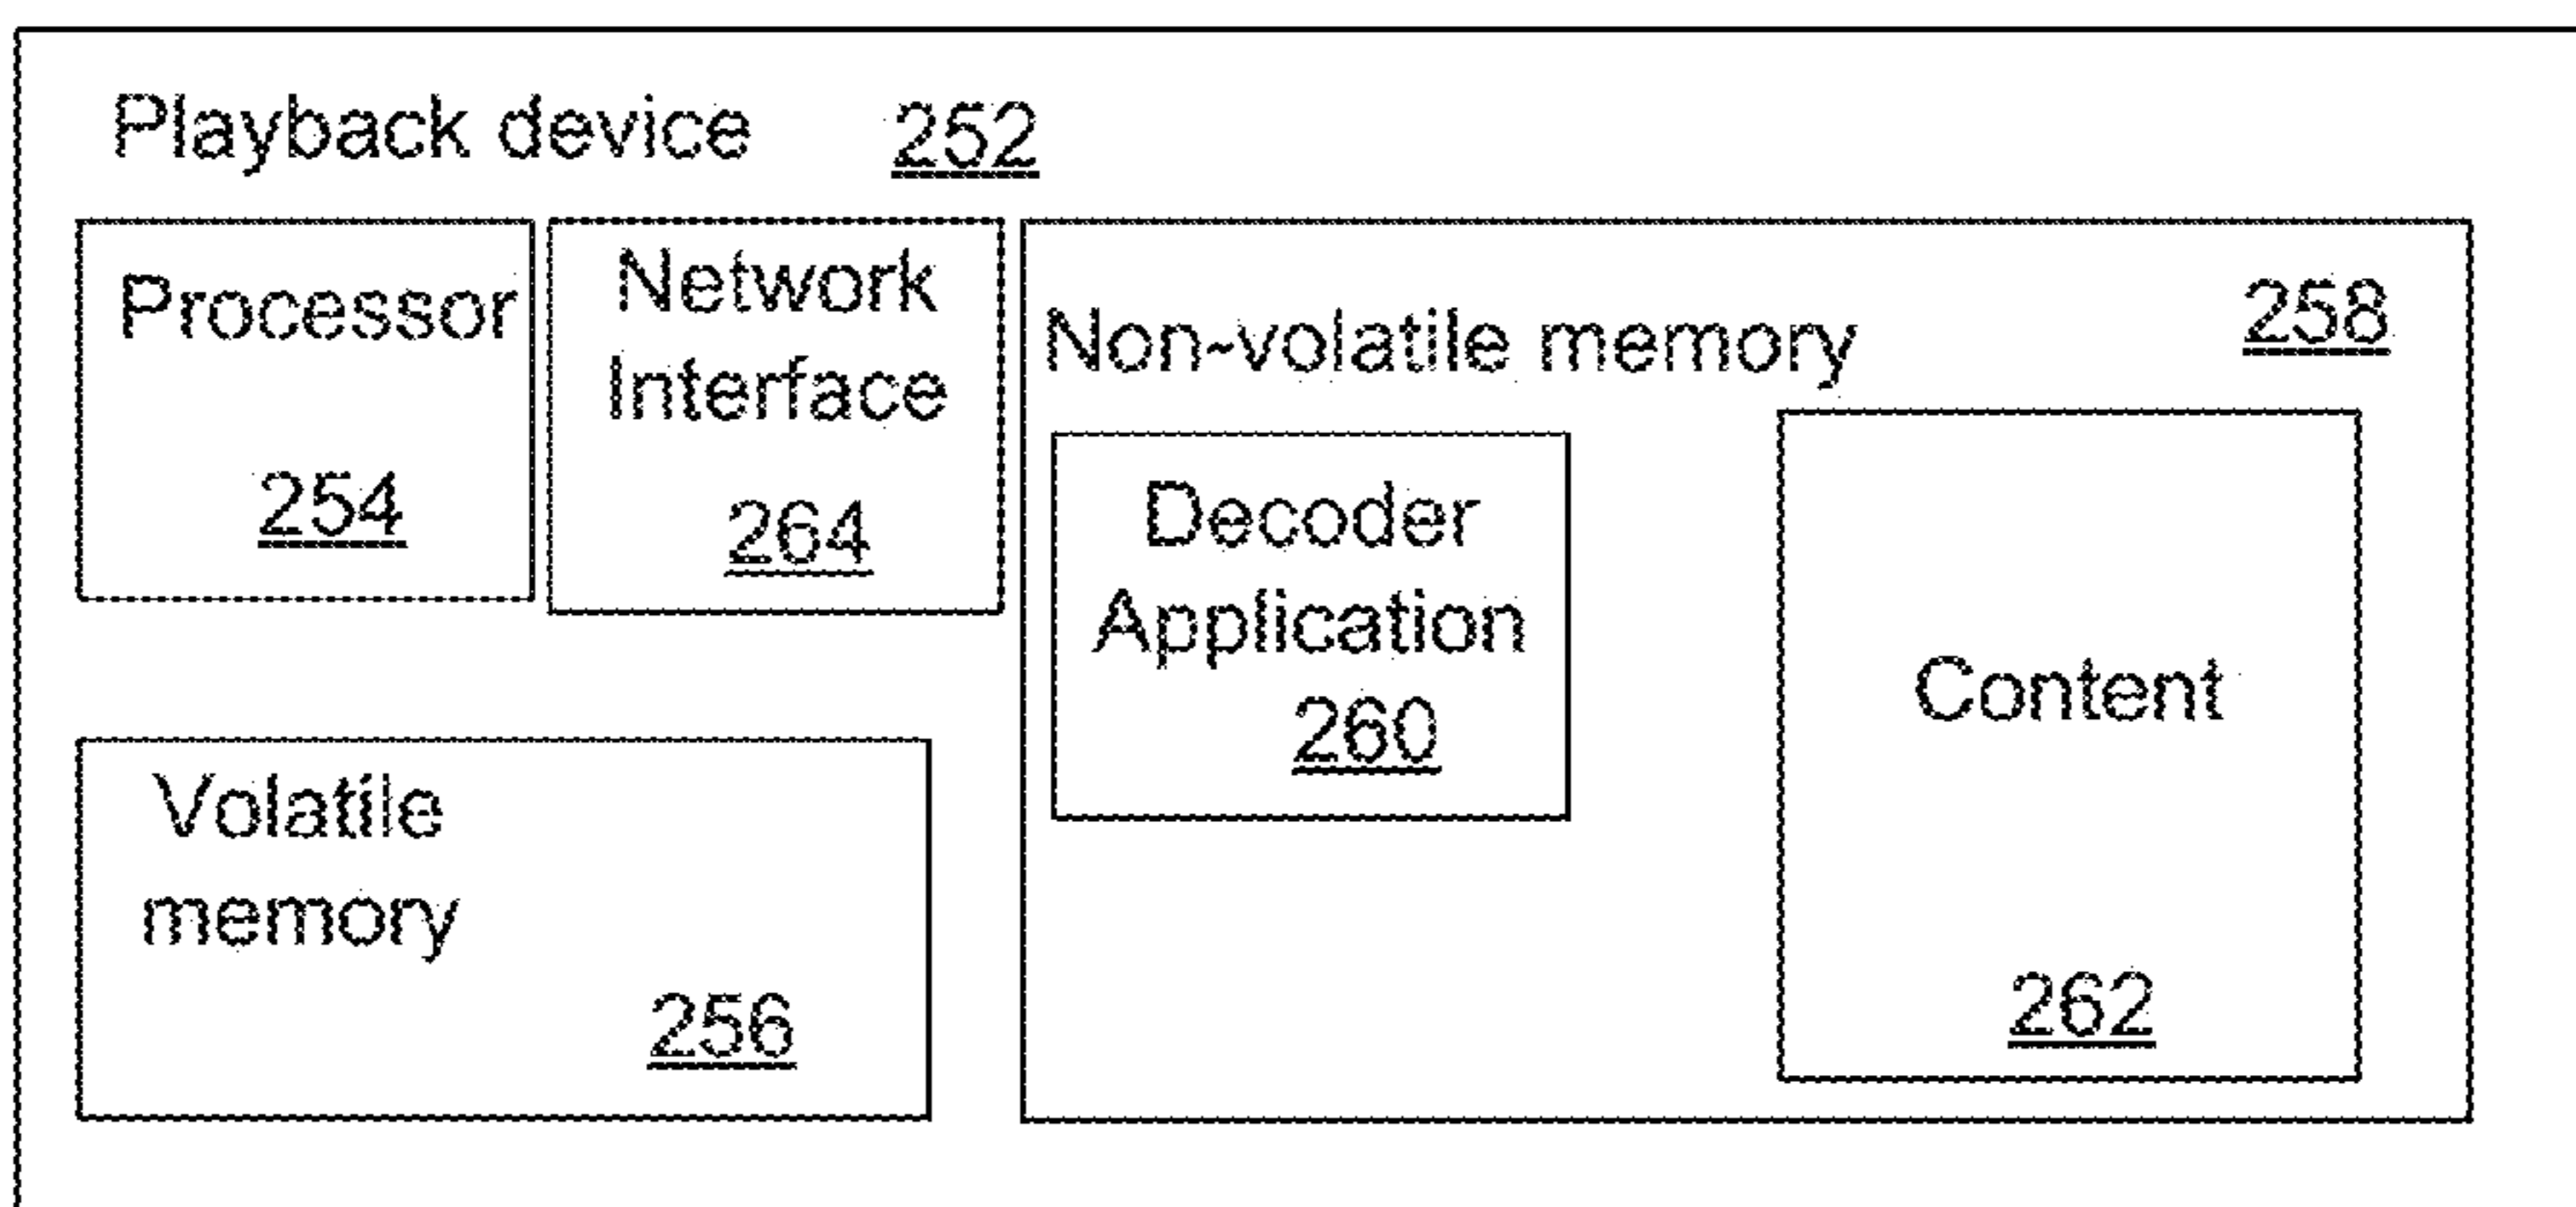 Playback device 252
Processor
254
Network
Interface
264
Non-volatile memory 258
Decoder
Application
260
Content
262
Volatile
memory
256